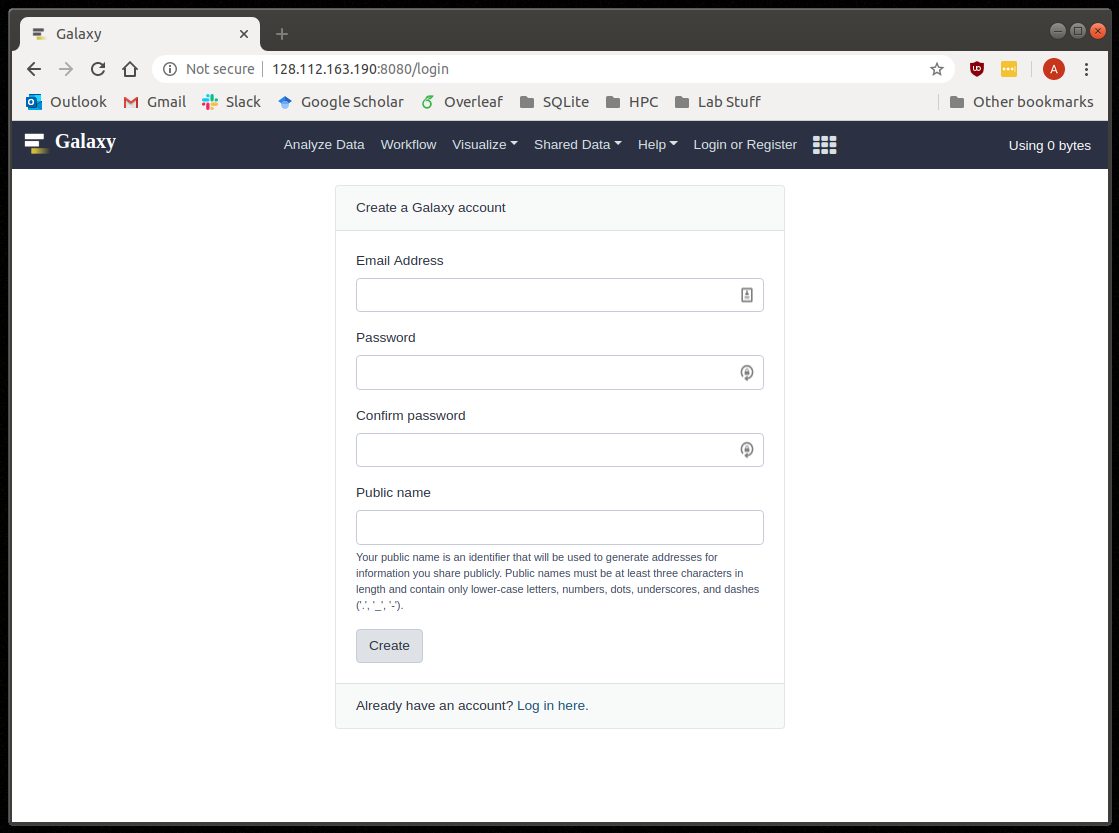 Galaxy
Not secure 128.112.163.190:8080/login
A
Outlook Gmail Slack Google Scholar Overleaf SQLite HPC Lab Stuff Other bookmarks
Galaxy Analyze Data Workflow Visualize Shared Data Help Login or Register Using 0 bytes
Create a Galaxy account
Email Address
Password
Confirm password
Public name
Your public name is an identifier that will be used to generate addresses for
information you share publicly. Public names must be at least three characters in
length and contain only lower-case letters, numbers, dots, underscores, and dashes
('.', '_', '-').
Create
Already have an account? Log in here.